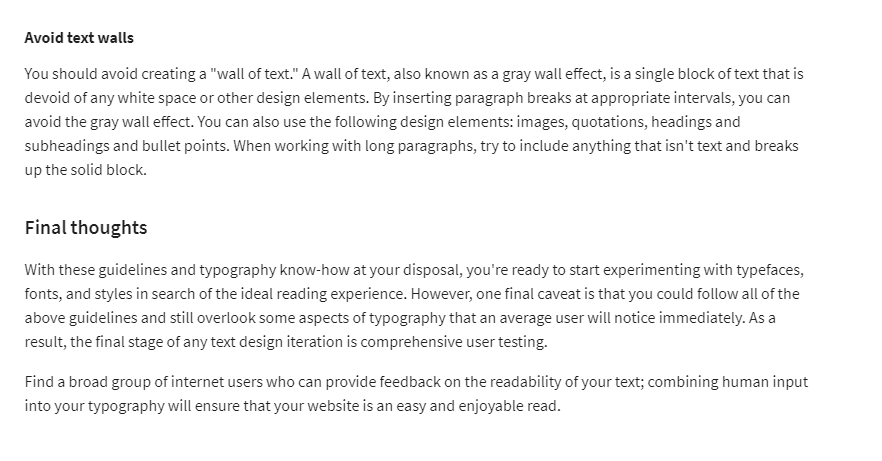 Avoid text walls
You should avoid creating a "wall of text." A wall of text, also known as a gray wall effect, is a single block of text that is
devoid of any white space or other design elements. By inserting paragraph breaks at appropriate intervals, you can
avoid the gray wall effect. You can also use the following design elements: images, quotations, headings and
subheadings and bullet points. When working with long paragraphs, try to include anything that isn't text and breaks
up the solid block.
Final thoughts
With these guidelines and typography know-how at your disposal, you're ready to start experimenting with typefaces,
fonts, and styles in search of the ideal reading experience. However, one final caveat is that you could follow all of the
above guidelines and still overlook some aspects of typography that an average user will notice immediately. As a
result, the final stage of any text design iteration is comprehensive user testing.
Find a broad group of internet users who can provide feedback on the readability of your text; combining human input
into your typography will ensure that your website is an easy and enjoyable read.